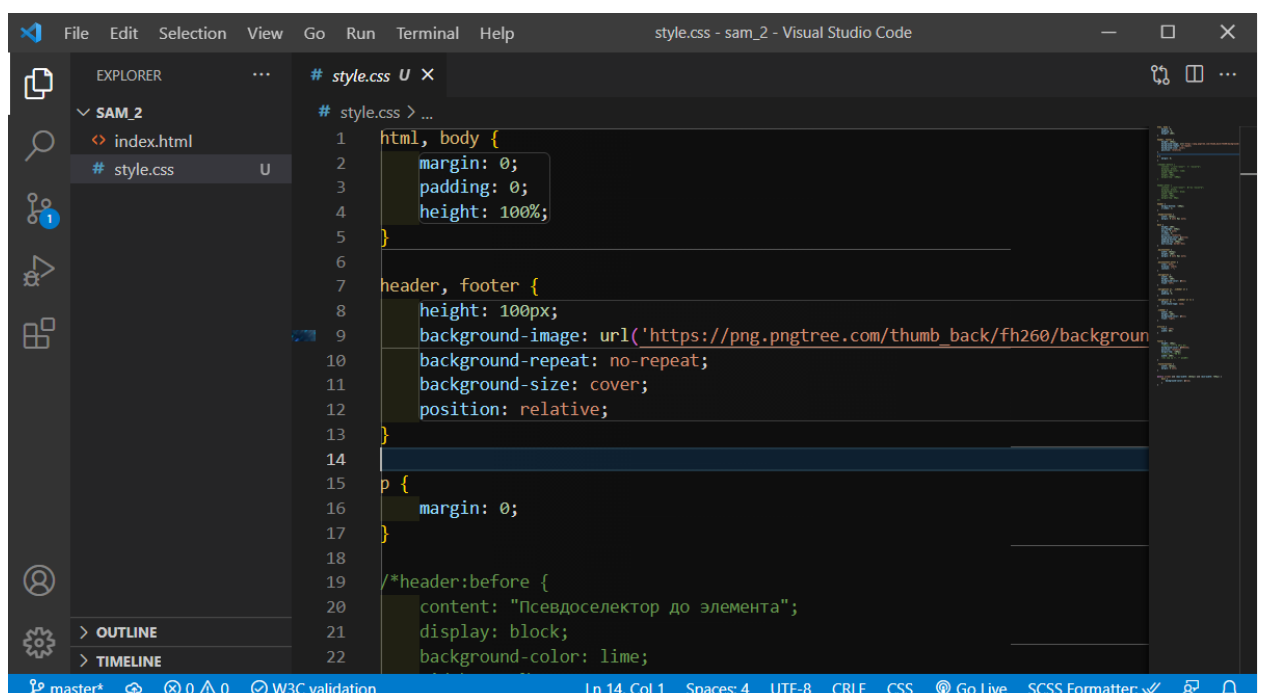 File Edit Selection View Go Run Terminal Help style.css - sam_2 - Visual Studio Code
EXPLORER
SAM_2
index.html
# style.css U
1
OUTLINE
TIMELINE
# style.css U
# style.css > ...
1 html, body {
2 margin: 0;
3 padding: 0;
4 height: 100%;
5 }
6
7 header, footer {
8 height: 100px;
9 background-image: url('https://png.pngtree.com/thumb_back/fh260/backgroun
10 background-repeat: no-repeat;
11 background-size: cover;
12 position: relative;
13 }
14
15 p {
16 margin: 0;
17 }
18
19 /*header:before {
20 content: "Псевдоселектор до элемента";
21 display: block;
22 background-color: lime;
master* 0 0 W3C validation Ln 14, Col 1 Spaces: 4 UTF-8 CRLF CSS Go Live SCSS Formatter: